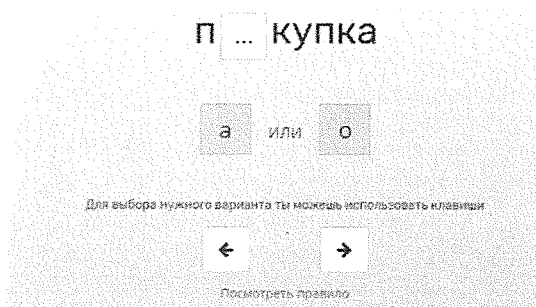 п ... купка
а или о
Для выбора нужного варианта ты можешь использовать клавиши
← →
Посмотреть правило